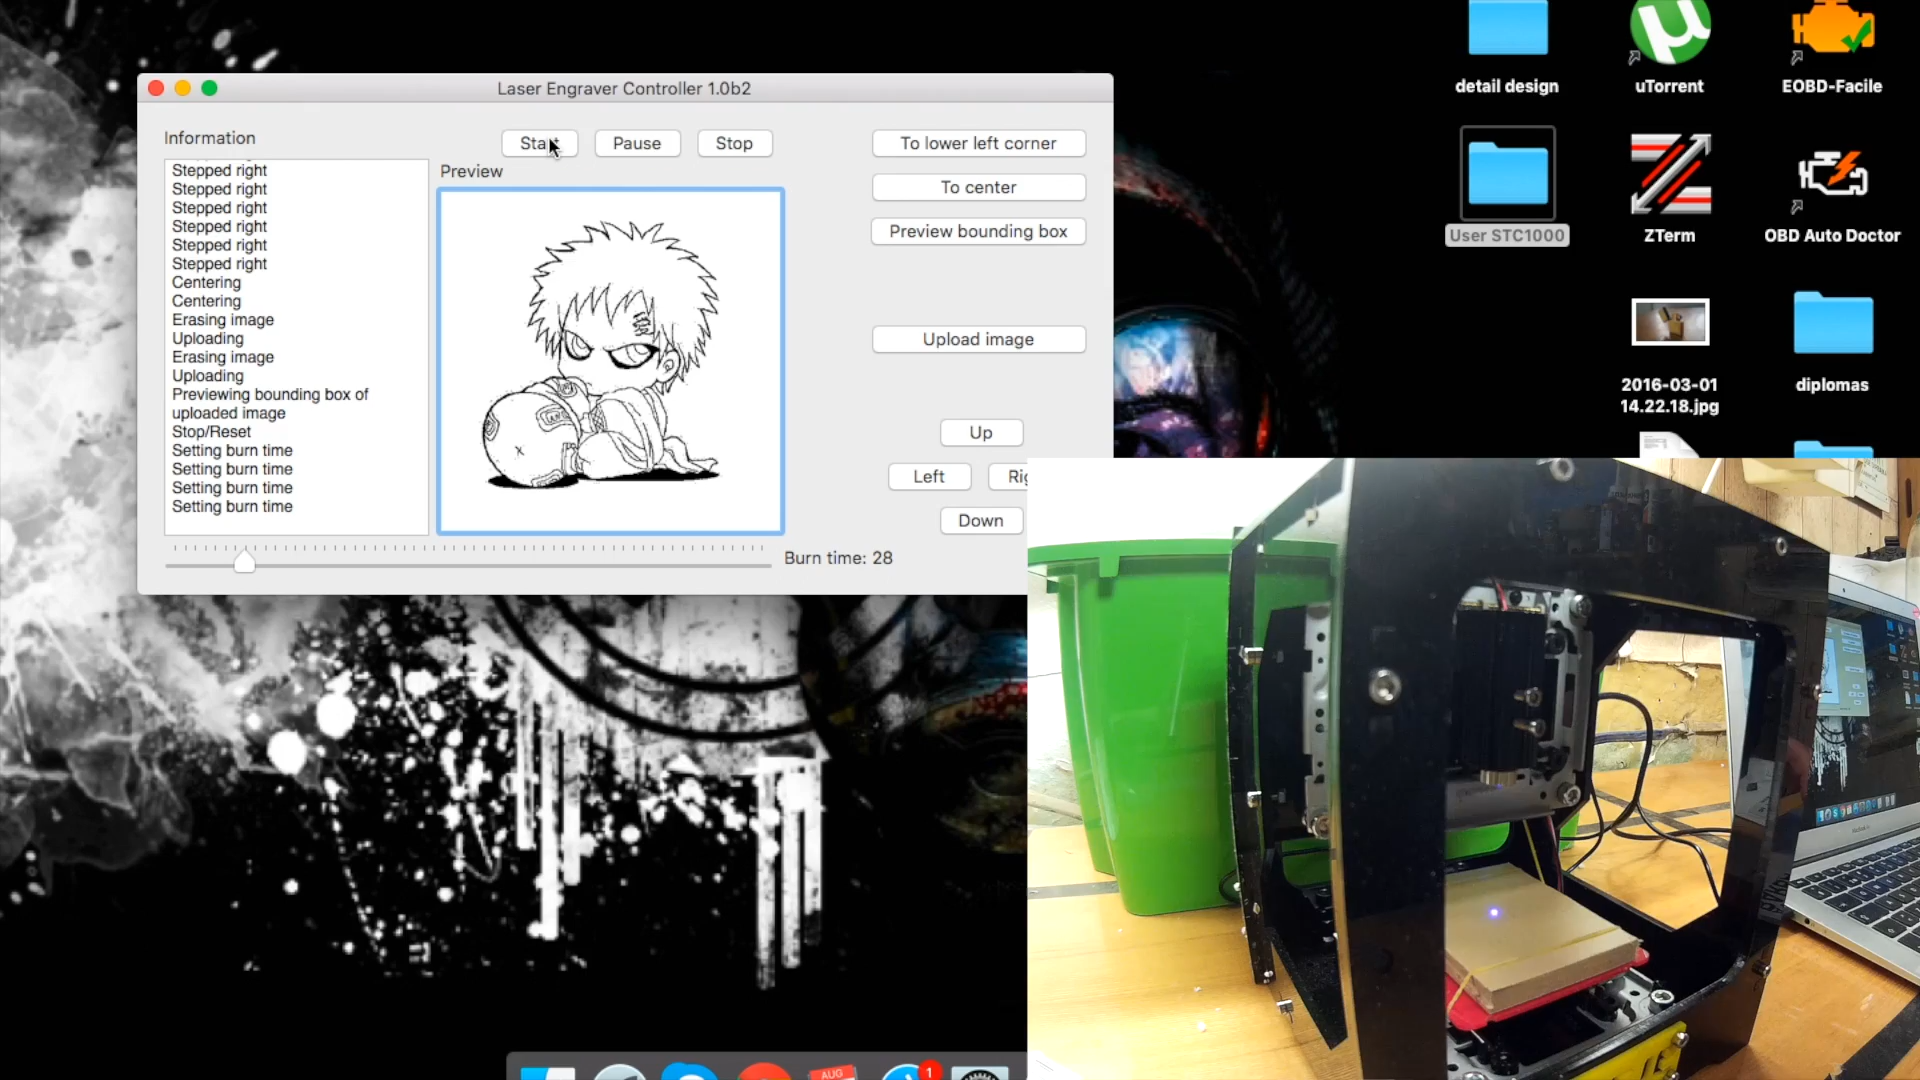 Laser Engraver Controller 1.0b2
Information
Start
Pause
Stop
To lower left corner
Preview
To center
Preview bounding box
Upload image
Up
Left
Down
Stepped right
Stepped right
Stepped right
Stepped right
Stepped right
Stepped right
Centering
Centering
Erasing image
Uploading
Erasing image
Uploading
Previewing bounding box of
uploaded image
Stop/Reset
Setting burn time
Setting burn time
Setting burn time
Setting burn time
Burn time: 28
detail design
uTorrent
EOBD-Facile
User STC1000
ZTerm
OBD Auto Doctor
2016-03-01
14.22.18.jpg
diplomas
AUG
1